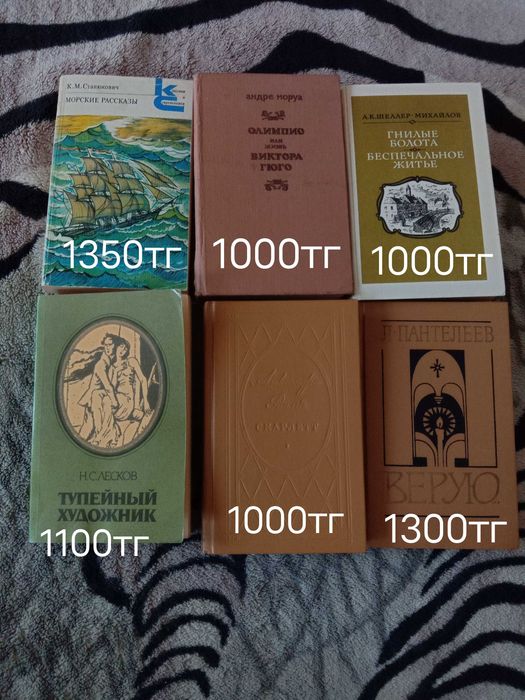 К.М.Станюкович
МОРСКИЕ РАССКАЗЫ
1350тг
АНДРЕ МОРУА
ОЛИМПИО
ИЛИ
ЖИЗНЬ
ВИКТОРА
ГЮГО
1000тг
А.К.ШЕЛЛЕР-МИХАЙЛОВ
ГНИЛЫЕ
БОЛОТА
БЕСПЕЧАЛЬНОЕ
ЖИТЬЕ
1000тг
Н.С.ЛЕСКОВ
ТУПЕЙНЫЙ
ХУДОЖНИК
1100тг
СКАРЛЕТТ
1000тг
Л·ПАНТЕЛЕЕВ
ВЕРУЮ...
1300тг